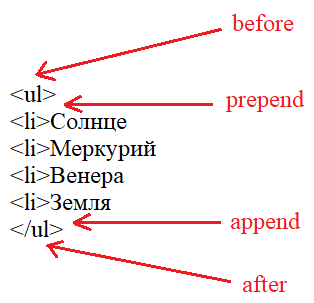 before
<ul>
prepend
<li>Солнце
<li>Меркурий
<li>Венера
<li>Земля
append
</ul>
after